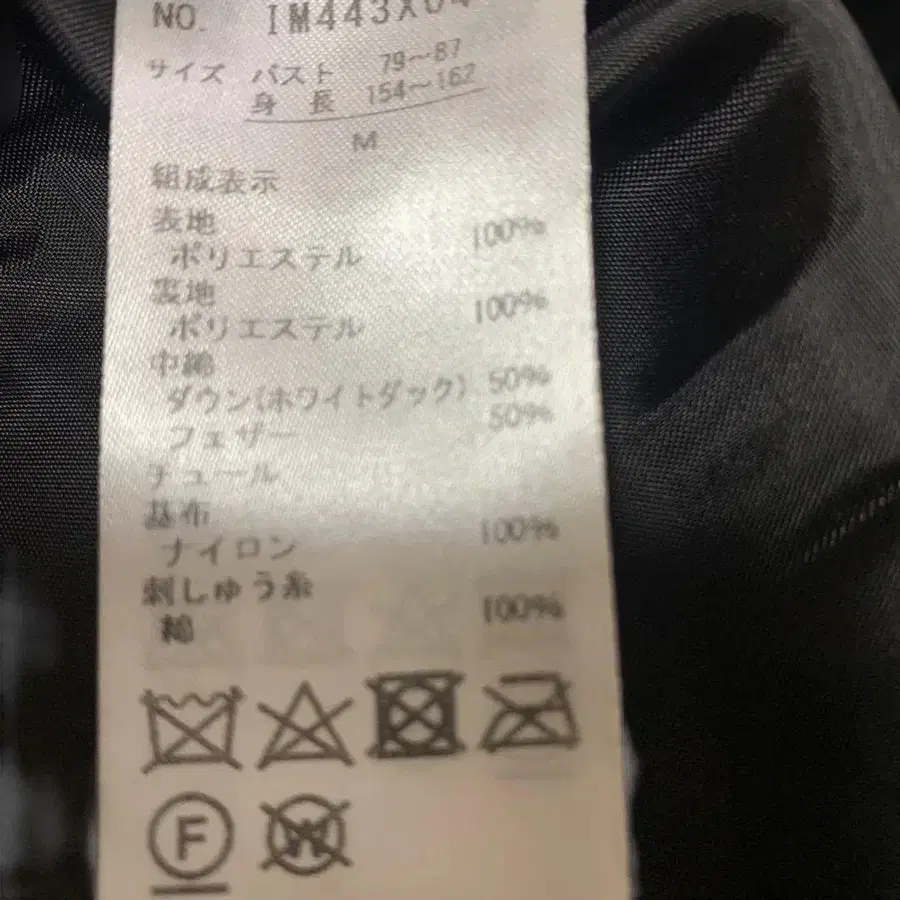 NO. IM443X04
サイズ バスト 79~87
身 長 154~162
M
組成表示
表地
ポリエステル 100%
裏地
ポリエステル 100%
中綿
ダウン(ホワイトダック) 50%
フェザー 50%
チュール
基布
ナイロン 100%
刺しゅう糸
綿 100%
F
W